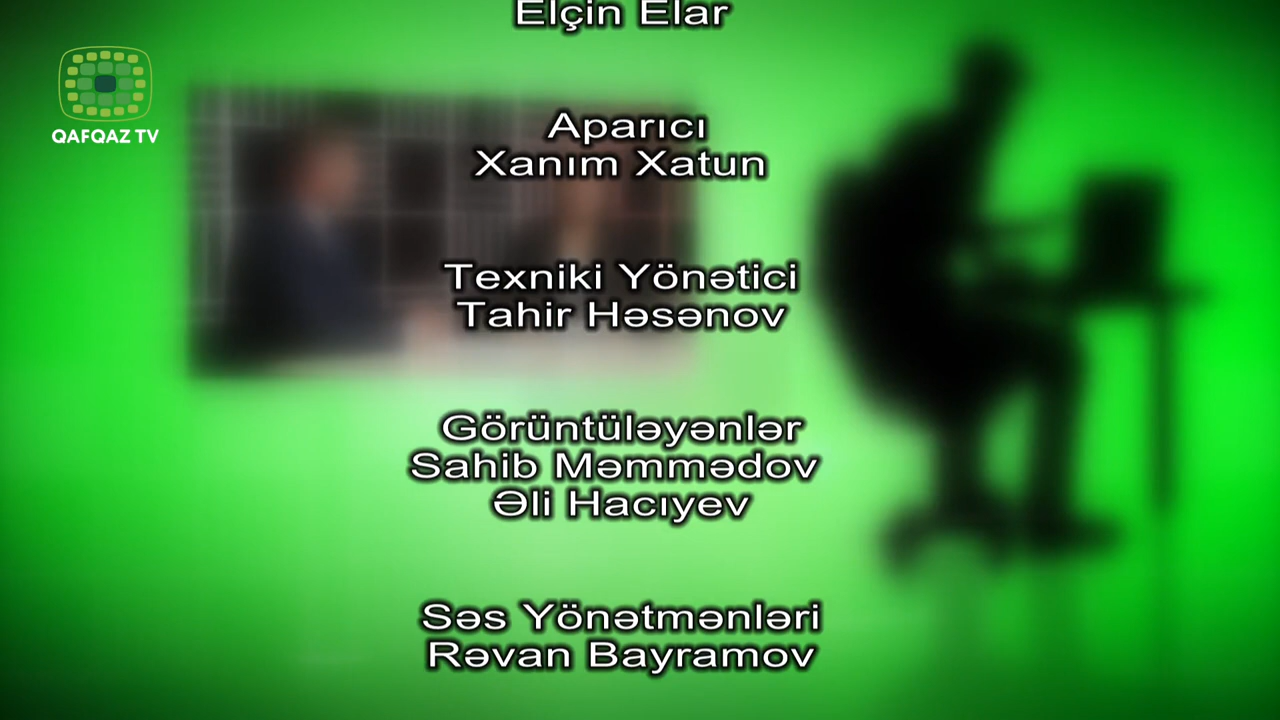 Elçin Elar
QAFQAZ TV
Aparıcı
Xanım Xatun
Texniki Yönətici
Tahir Həsənov
Görüntüləyənlər
Sahib Məmmədov
Əli Hacıyev
Səs Yönətmənləri
Rəvan Bayramov